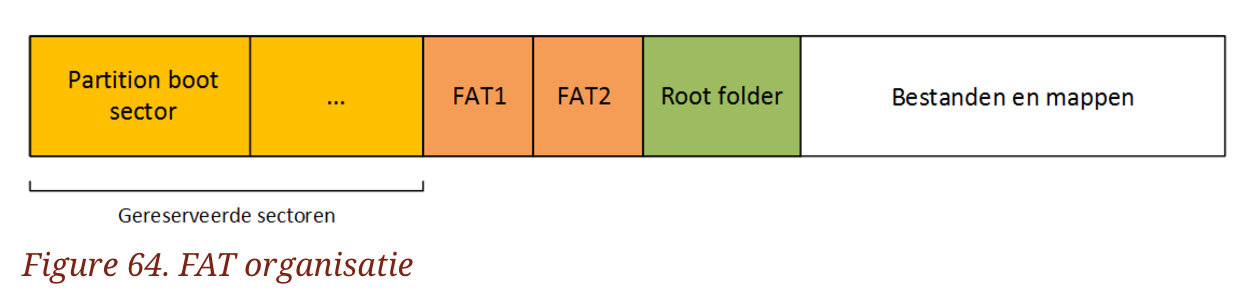 Partition boot
sector
...
FAT1
FAT2
Root folder
Bestanden en mappen
Gereserveerde sectoren
Figure 64. FAT organisatie